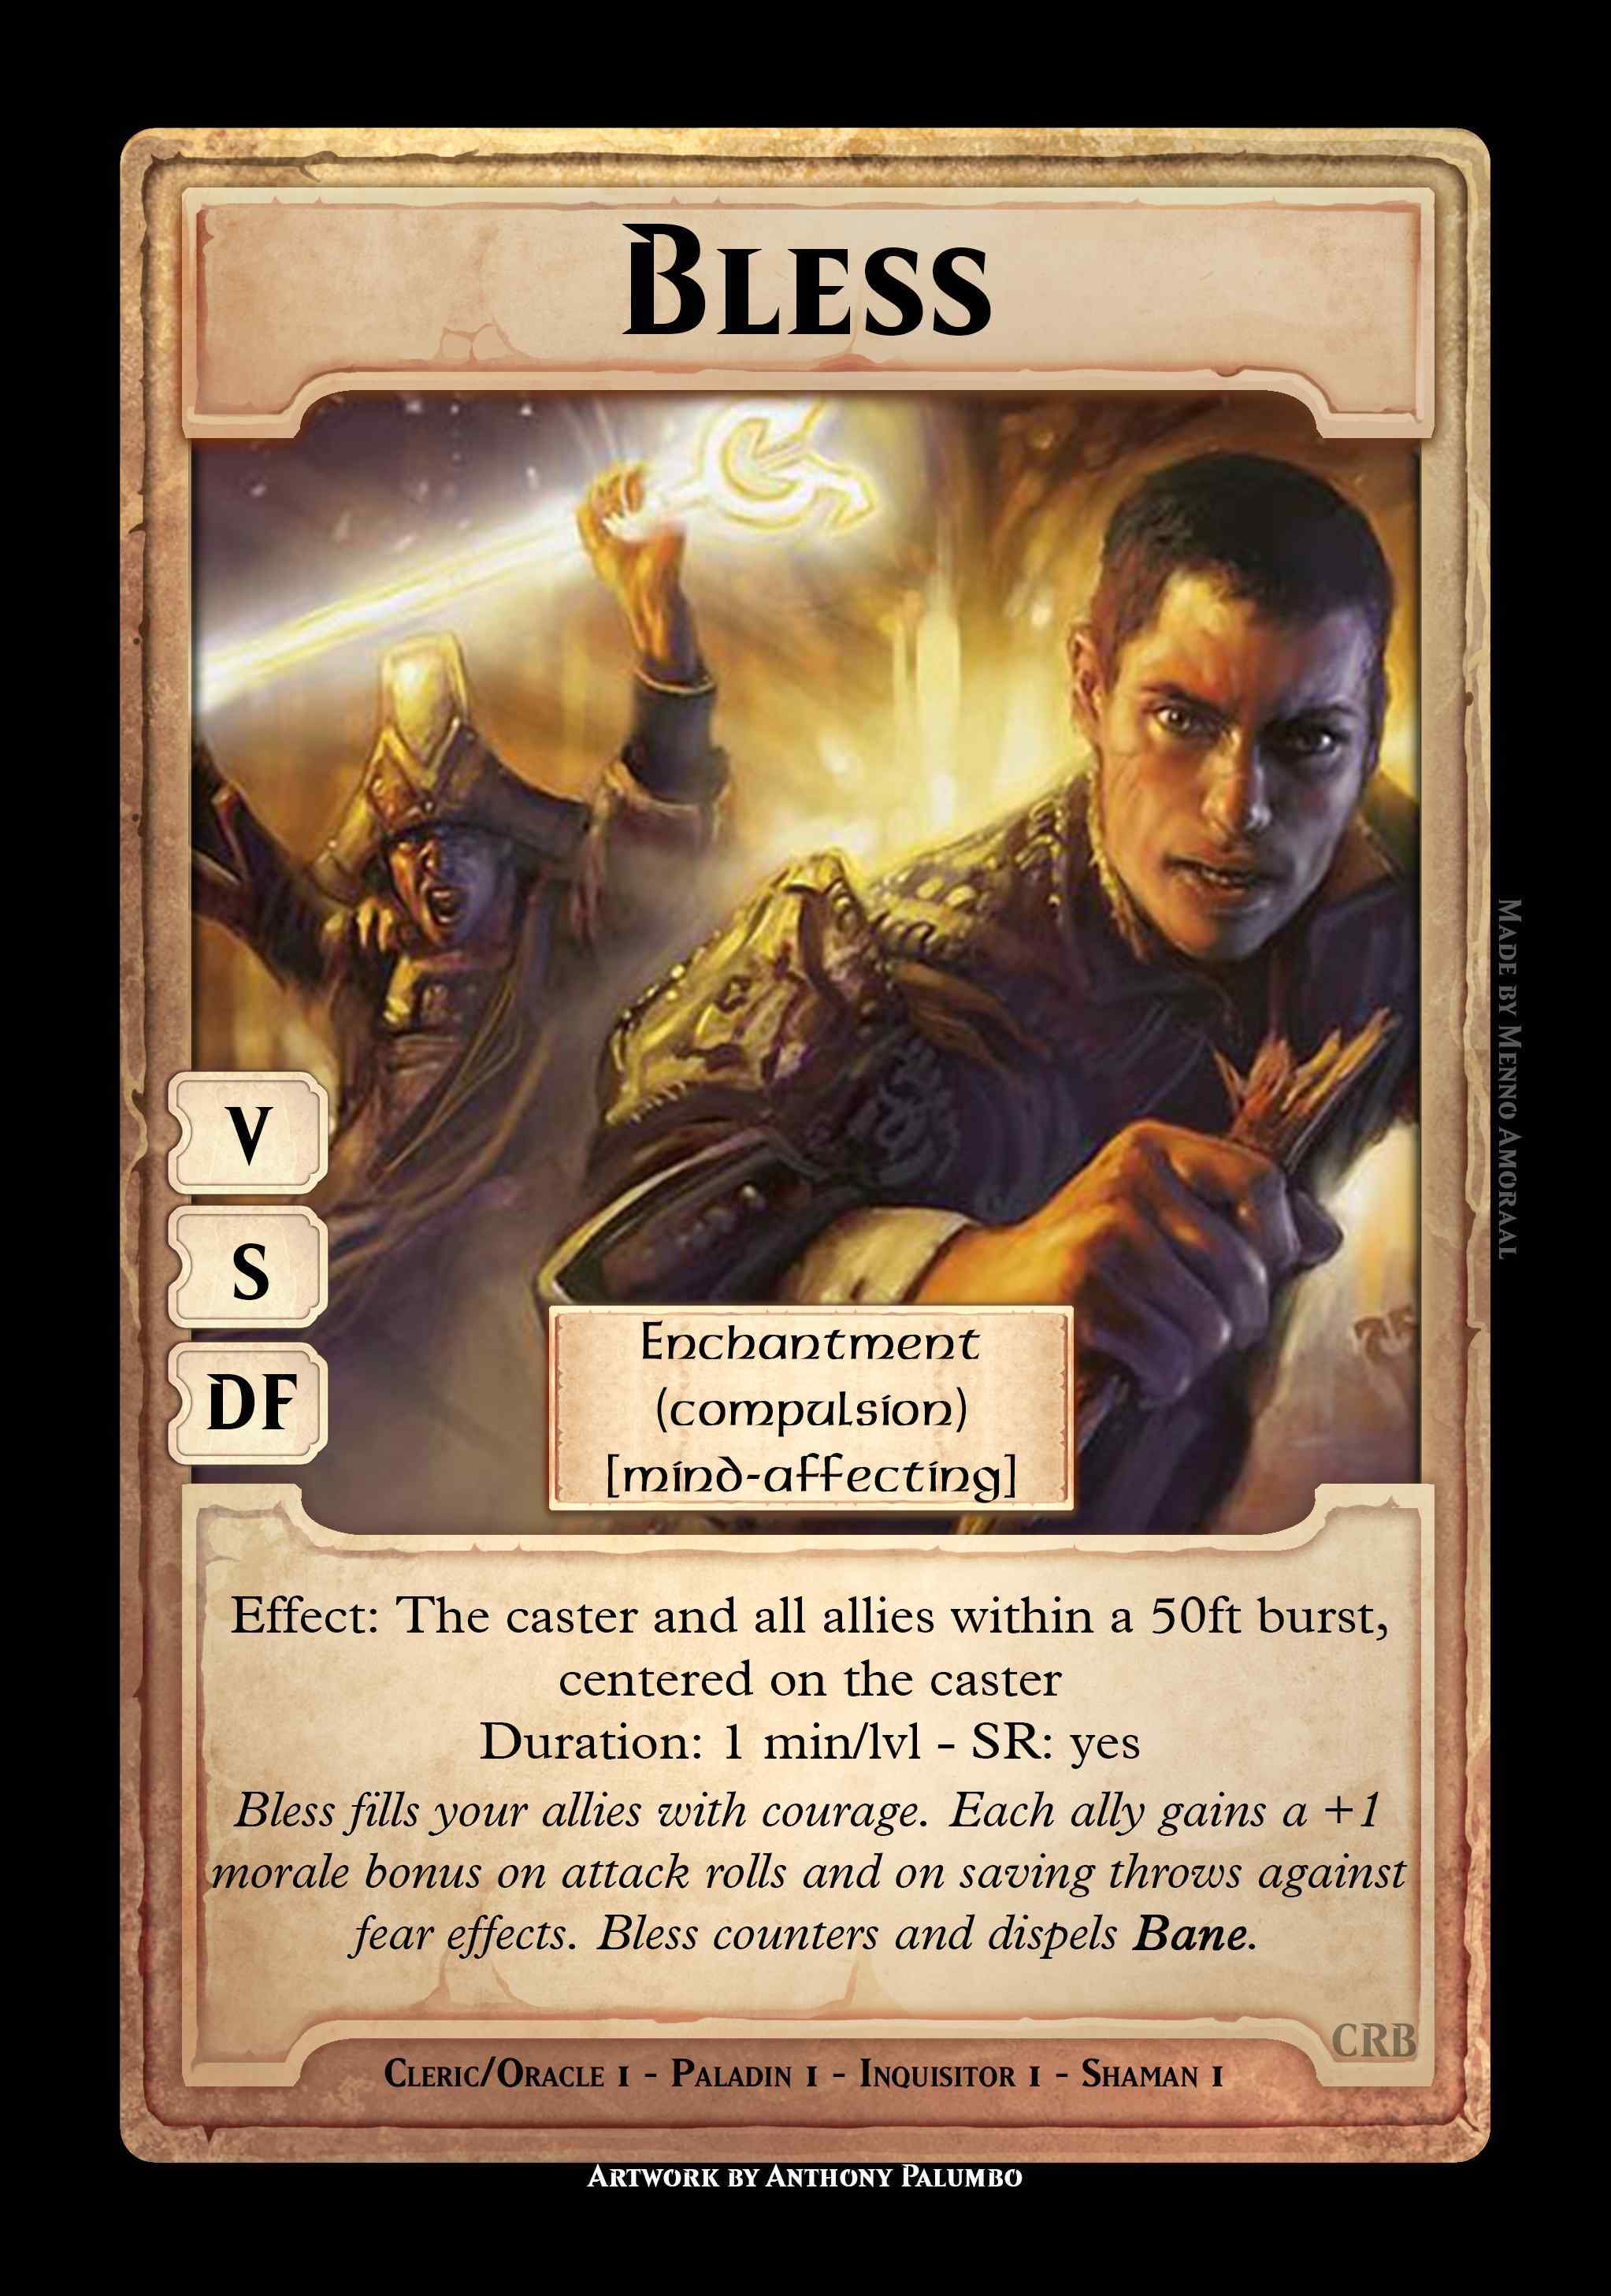 Bless
V
S
DF
Enchantment
(compulsion)
[mind-affecting]
Effect: The caster and all allies within a 50ft burst,
centered on the caster
Duration: 1 min/lvl - SR: yes
Bless fills your allies with courage. Each ally gains a +1
morale bonus on attack rolls and on saving throws against
fear effects. Bless counters and dispels Bane.
CRB
Cleric/Oracle 1 - Paladin 1 - Inquisitor 1 - Shaman 1
Artwork by Anthony Palumbo
Made by Menno Amoraal